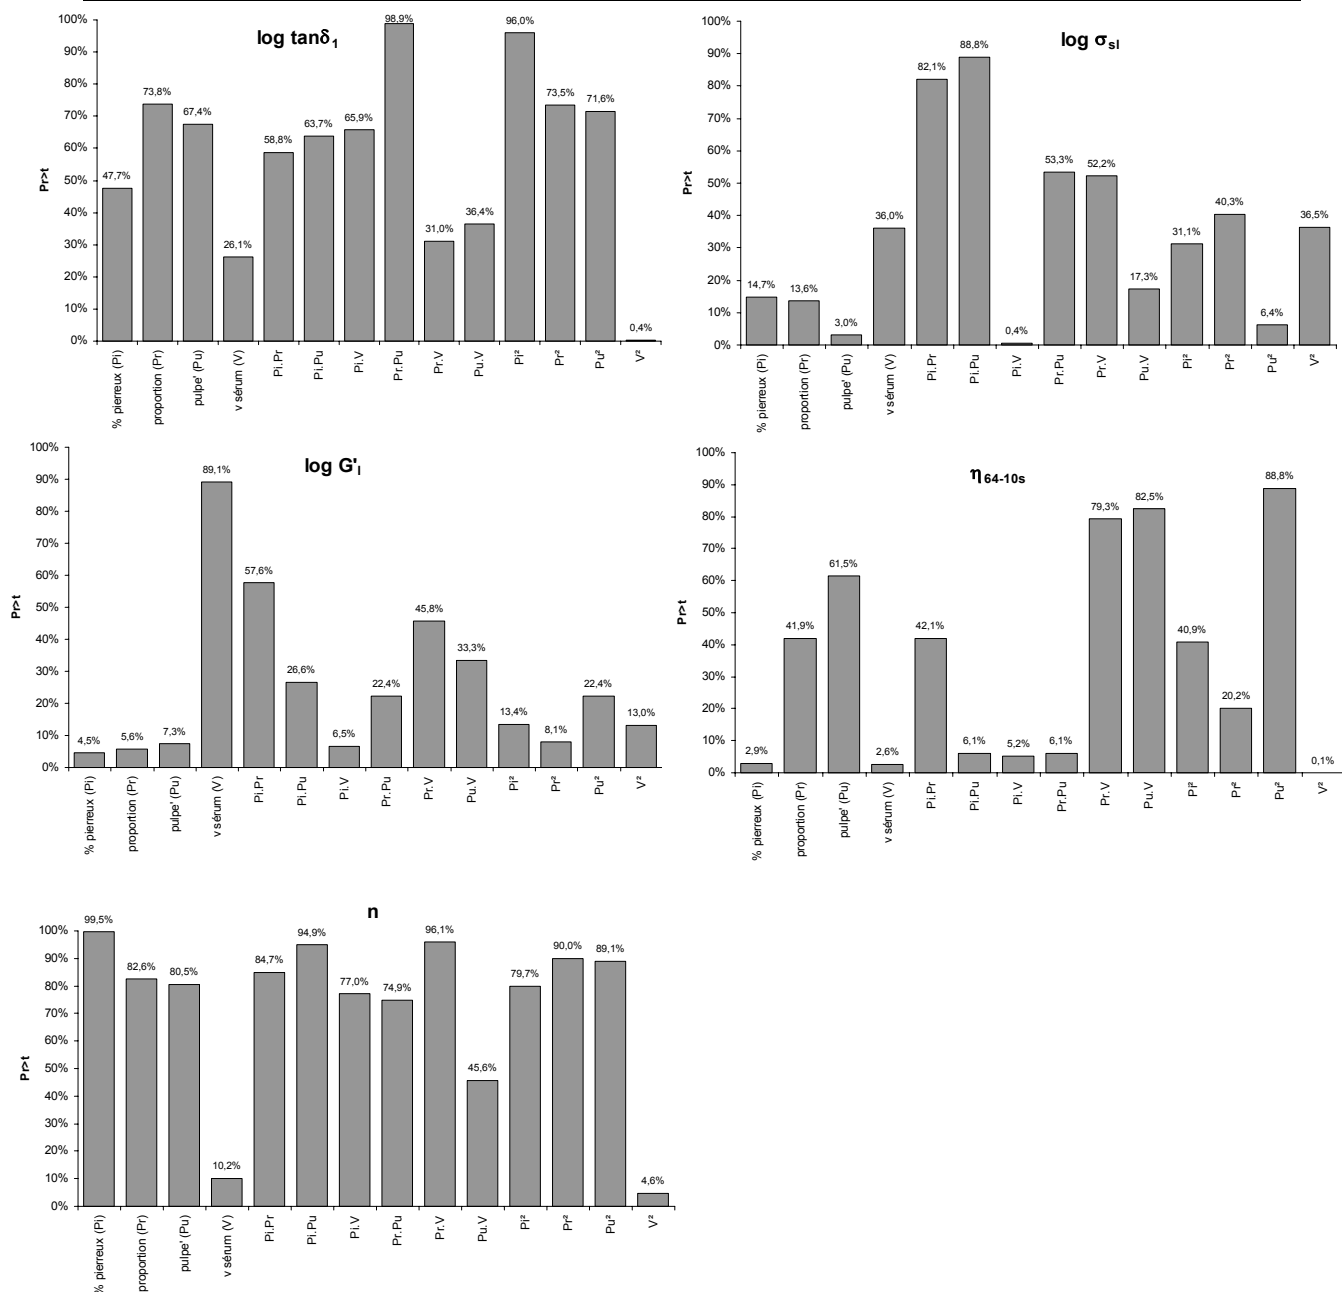 log tanδ1
Pr>t
100%
90%
80%
70%
60%
50%
40%
30%
20%
10%
0%
47,7%
73,8%
67,4%
26,1%
58,8%
63,7%
65,9%
98,9%
31,0%
36,4%
96,0%
73,5%
71,6%
0,4%
% pierreux (Pi)
proportion (Pr)
pulpe' (Pu)
v sérum (V)
Pi.Pr
Pi.Pu
Pi.V
Pr.Pu
Pr.V
Pu.V
Pi²
Pr²
Pu²
V²
log σsl
Pr>t
100%
90%
80%
70%
60%
50%
40%
30%
20%
10%
0%
14,7%
13,6%
3,0%
36,0%
82,1%
88,8%
0,4%
53,3%
52,2%
17,3%
31,1%
40,3%
6,4%
36,5%
% pierreux (Pi)
proportion (Pr)
pulpe' (Pu)
v sérum (V)
Pi.Pr
Pi.Pu
Pi.V
Pr.Pu
Pr.V
Pu.V
Pi²
Pr²
Pu²
V²
log G'l
Pr>t
100%
90%
80%
70%
60%
50%
40%
30%
20%
10%
0%
4,5%
5,6%
7,3%
89,1%
57,6%
26,6%
6,5%
22,4%
45,8%
33,3%
13,4%
8,1%
22,4%
13,0%
% pierreux (Pi)
proportion (Pr)
pulpe' (Pu)
v sérum (V)
Pi.Pr
Pi.Pu
Pi.V
Pr.Pu
Pr.V
Pu.V
Pi²
Pr²
Pu²
V²
η64-10s
Pr>t
100%
90%
80%
70%
60%
50%
40%
30%
20%
10%
0%
2,9%
41,9%
61,5%
2,6%
42,1%
6,1%
5,2%
6,1%
79,3%
82,5%
40,9%
20,2%
88,8%
0,1%
% pierreux (Pi)
proportion (Pr)
pulpe' (Pu)
v sérum (V)
Pi.Pr
Pi.Pu
Pi.V
Pr.Pu
Pr.V
Pu.V
Pi²
Pr²
Pu²
V²
n
Pr>t
100%
90%
80%
70%
60%
50%
40%
30%
20%
10%
0%
99,5%
82,6%
80,5%
10,2%
84,7%
94,9%
77,0%
74,9%
96,1%
45,6%
79,7%
90,0%
89,1%
4,6%
% pierreux (Pi)
proportion (Pr)
pulpe' (Pu)
v sérum (V)
Pi.Pr
Pi.Pu
Pi.V
Pr.Pu
Pr.V
Pu.V
Pi²
Pr²
Pu²
V²